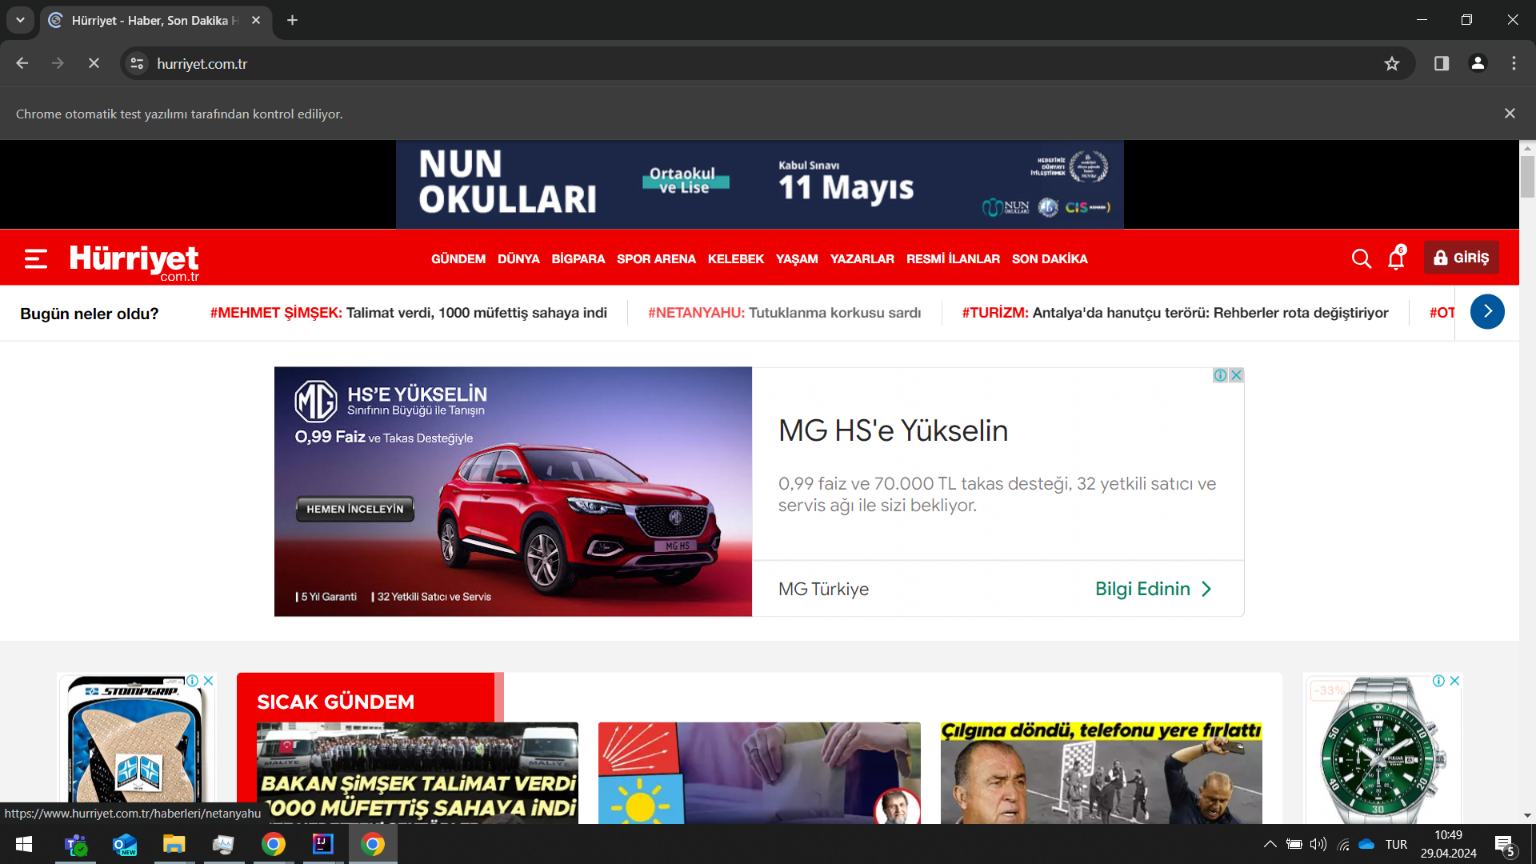 Hürriyet - Haber, Son Dakika H
hurriyet.com.tr
Chrome otomatik test yazılımı tarafından kontrol ediliyor.
NUN
OKULLARI
Ortaokul
ve Lise
Kabul Sınavı
11 Mayıs
NUN
OKULLARI
CIS
Hürriyet
com.tr
GÜNDEM DÜNYA BİGPARA SPOR ARENA KELEBEK YAŞAM YAZARLAR RESMİ İLANLAR SON DAKİKA
6
GİRİŞ
Bugün neler oldu?
#MEHMET ŞİMŞEK: Talimat verdi, 1000 müfettiş sahaya indi
#NETANYAHU: Tutuklanma korkusu sardı
#TURİZM: Antalya'da hanutçu terörü: Rehberler rota değiştiriyor
#OT
MG
HS'E YÜKSELİN
Sınıfının Büyüğü ile Tanışın
0,99 Faiz ve Takas Desteğiyle
HEMEN İNCELEYİN
MG HS
5 Yıl Garanti
32 Yetkili Satıcı ve Servis
MG HS'e Yükselin
0,99 faiz ve 70.000 TL takas desteği, 32 yetkili satıcı ve
servis ağı ile sizi bekliyor.
MG Türkiye
Bilgi Edinin
STOMPGRIP
SICAK GÜNDEM
MALİYE
MALİYE
BAKAN ŞİMŞEK TALİMAT VERDİ
1000 MÜFETTİŞ SAHAYA İNDİ
Çılgına döndü, telefonu yere fırlattı
-33%
https://www.hurriyet.com.tr/haberleri/netanyahu
TUR
10:49
29.04.2024
5